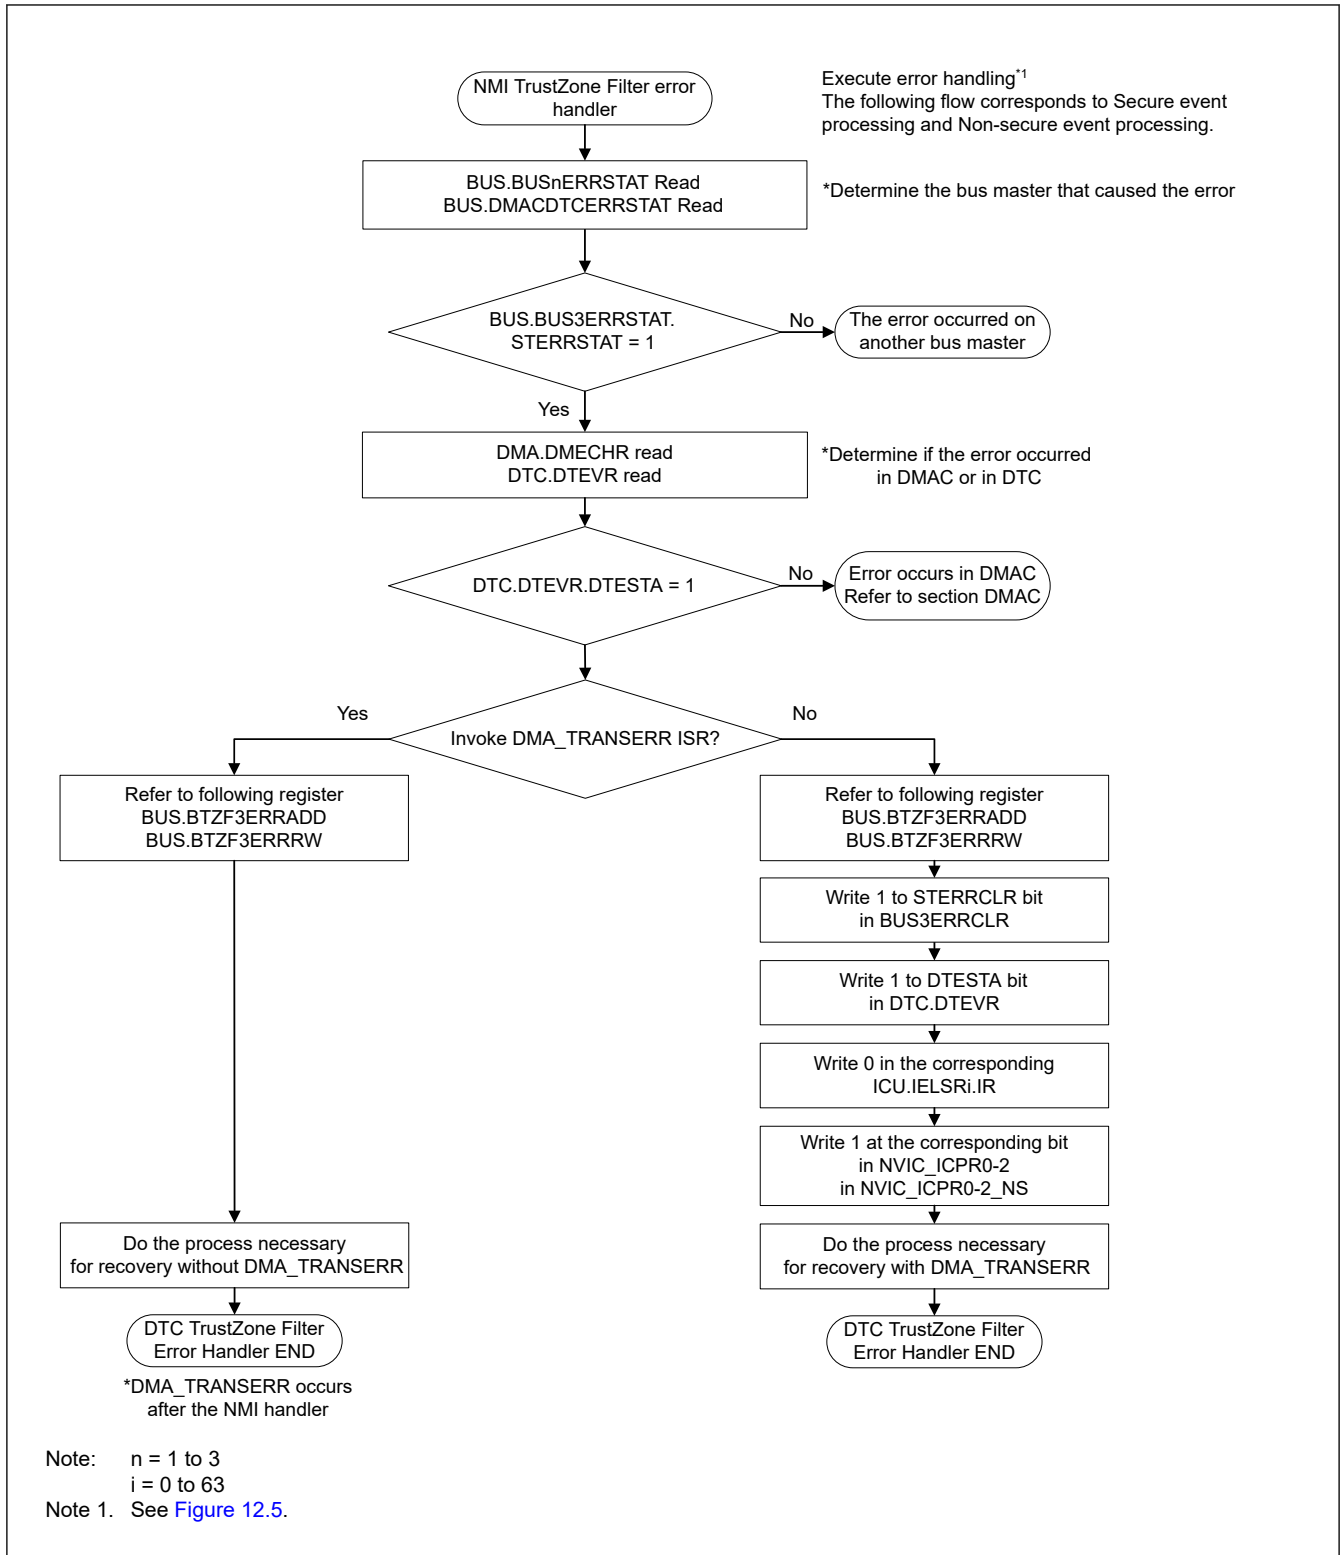 NMI TrustZone Filter error
handler
Execute error handling*1
The following flow corresponds to Secure event
processing and Non-secure event processing.
BUS.BUSnERRSTAT Read
BUS.DMACDTCERRSTAT Read
*Determine the bus master that caused the error
BUS.BUS3ERRSTAT.
STERRSTAT = 1
No
The error occurred on
another bus master
Yes
DMA.DMECHR read
DTC.DTEVR read
*Determine if the error occurred
in DMAC or in DTC
DTC.DTEVR.DTESTA = 1
No
Error occurs in DMAC
Refer to section DMAC
Yes
Invoke DMA_TRANSERR ISR?
No
Refer to following register
BUS.BTZF3ERRADD
BUS.BTZF3ERRRW
Do the process necessary
for recovery without DMA_TRANSERR
DTC TrustZone Filter
Error Handler END
*DMA_TRANSERR occurs
after the NMI handler
Refer to following register
BUS.BTZF3ERRADD
BUS.BTZF3ERRRW
Write 1 to STERRCLR bit
in BUS3ERRCLR
Write 1 to DTESTA bit
in DTC.DTEVR
Write 0 in the corresponding
ICU.IELSRi.IR
Write 1 at the corresponding bit
in NVIC_ICPR0-2
in NVIC_ICPR0-2_NS
Do the process necessary
for recovery with DMA_TRANSERR
DTC TrustZone Filter
Error Handler END
Note: n = 1 to 3
i = 0 to 63
Note 1. See Figure 12.5.